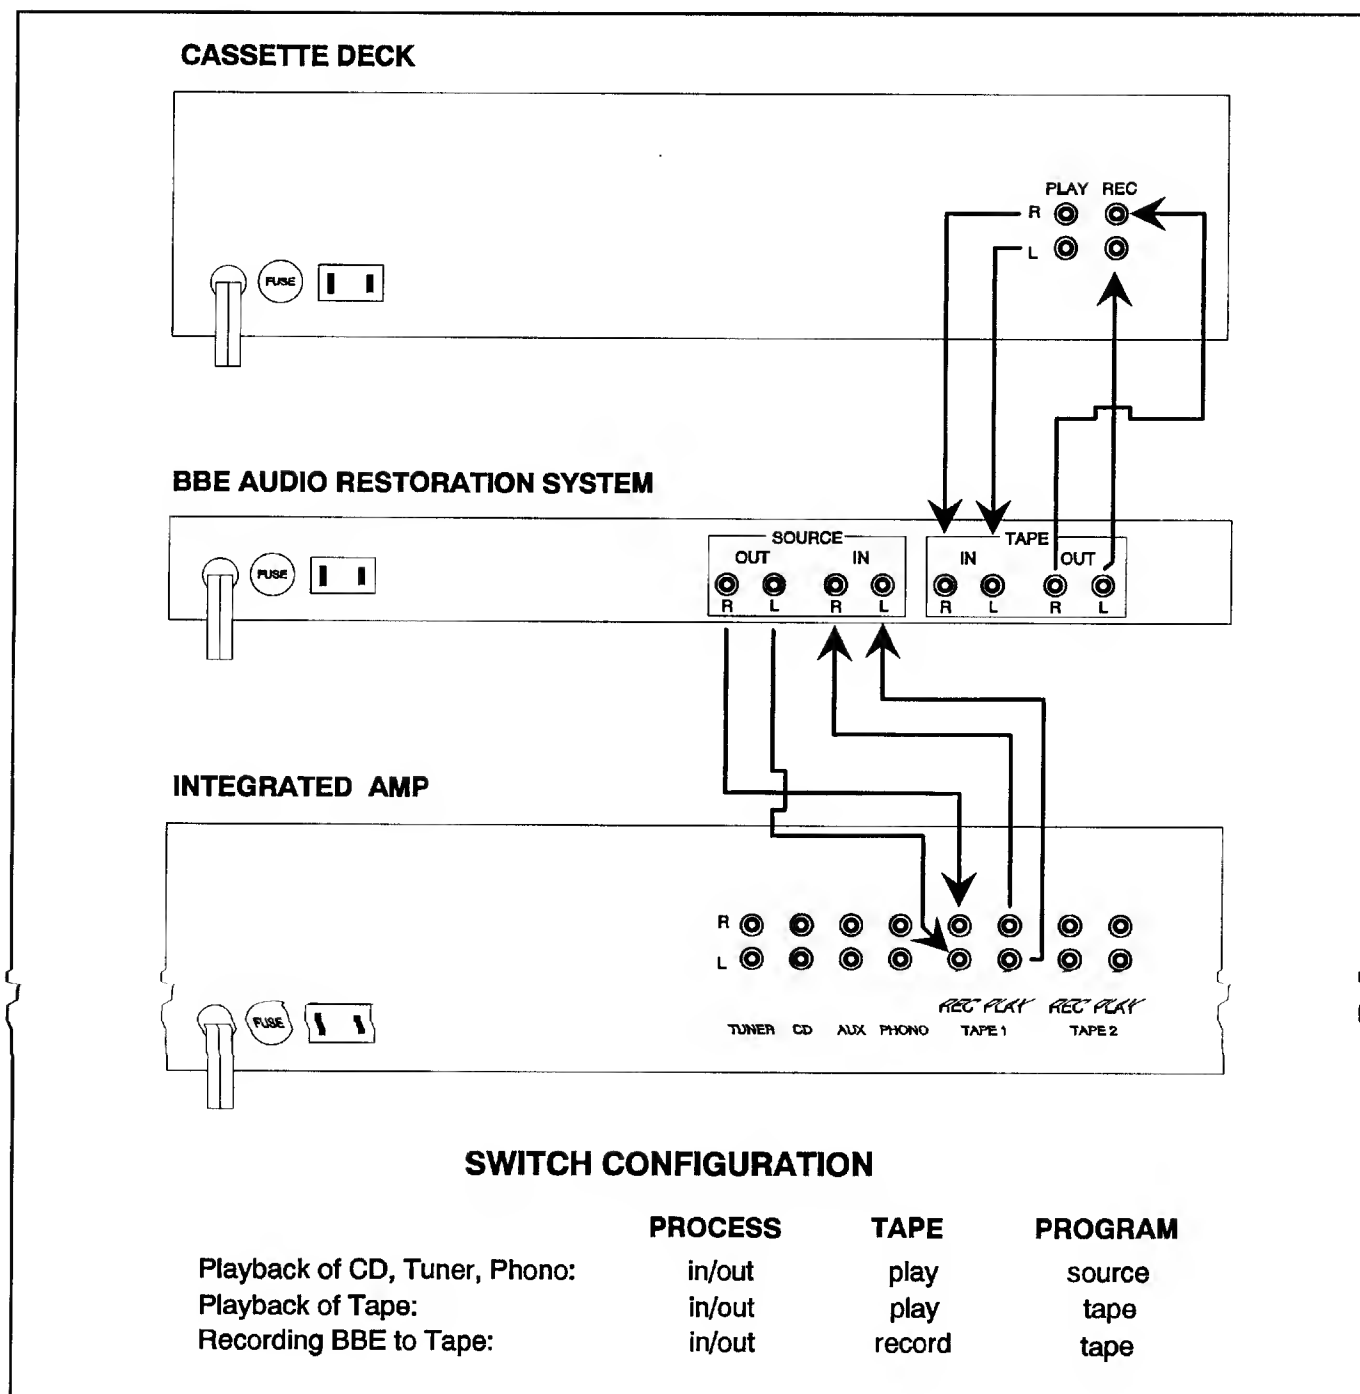 CASSETTE DECK
PLAY REC
R
L
FUSE
BBE AUDIO RESTORATION SYSTEM
SOURCE
TAPE
OUT IN IN OUT
FUSE
R L R L R L R L
INTEGRATED AMP
R
L
REC PLAY REC PLAY
FUSE
TUNER CD AUX PHONO TAPE 1 TAPE 2
SWITCH CONFIGURATION
PROCESS TAPE PROGRAM
Playback of CD, Tuner, Phono: in/out play source
Playback of Tape: in/out play tape
Recording BBE to Tape: in/out record tape